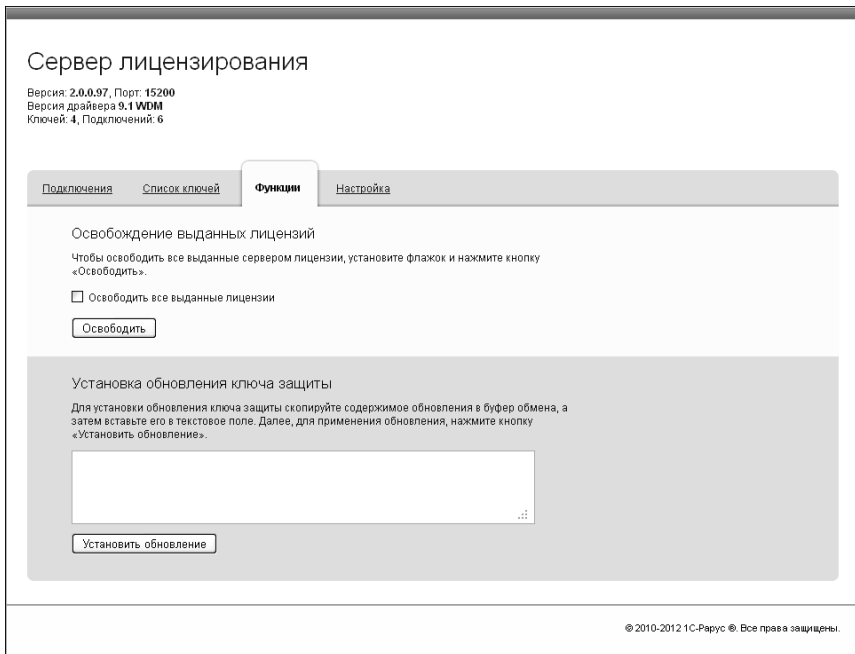 Сервер лицензирования
Версия: 2.0.0.97, Порт: 15200
Версия драйвера 9.1 WDM
Ключей: 4, Подключений: 6
Подключения Список ключей Функции Настройка
Освобождение выданных лицензий
Чтобы освободить все выданные сервером лицензии, установите флажок и нажмите кнопку
«Освободить».
Освободить все выданные лицензии
Освободить
Установка обновления ключа защиты
Для установки обновления ключа защиты скопируйте содержимое обновления в буфер обмена, а
затем вставьте его в текстовое поле. Далее, для применения обновления, нажмите кнопку
«Установить обновление».
Установить обновление
© 2010-2012 1С-Рарус ®. Все права защищены.